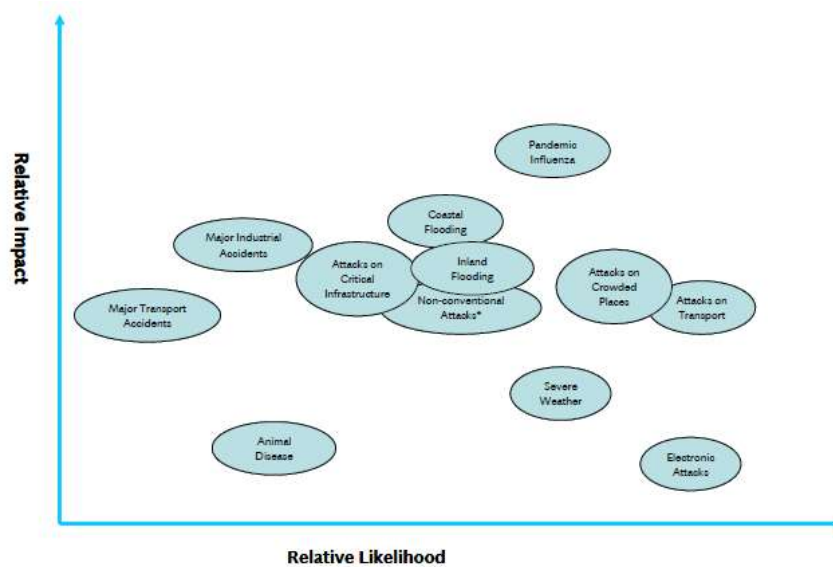 Relative Impact
Pandemic
Influenza
Coastal
Flooding
Major Industrial
Accidents
Attacks on
Critical
Infrastructure
Inland
Flooding
Non-conventional
Attacks*
Attacks on
Crowded
Places
Attacks on
Transport
Major Transport
Accidents
Severe
Weather
Animal
Disease
Electronic
Attacks
Relative Likelihood